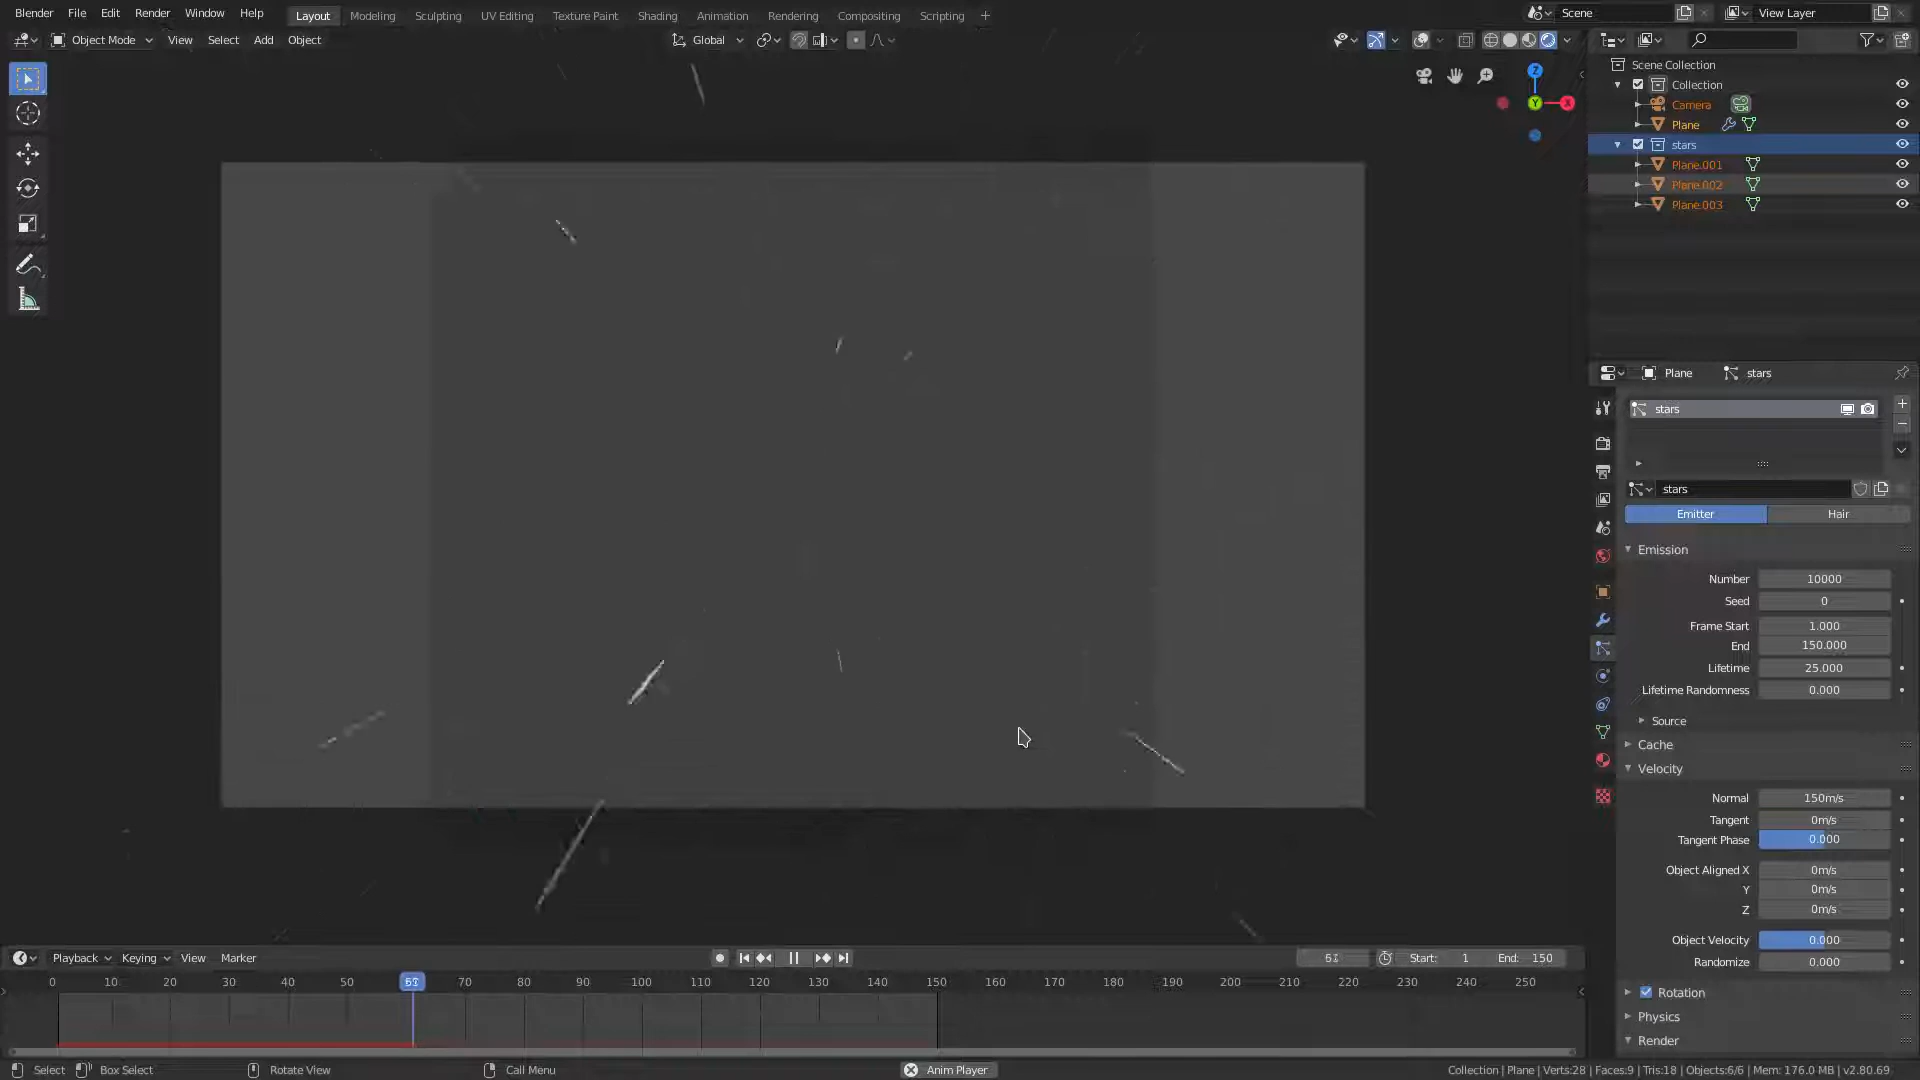 Blender File Edit Render Window Help Layout Modeling Sculpting UV Editing Texture Paint Shading Animation Rendering Compositing Scripting + Scene View Layer
Object Mode View Select Add Object Global
Scene Collection
Collection
Camera
Plane
stars
Plane.001
Plane.002
Plane.003
Plane stars
stars
stars
Emitter Hair
Emission
Number 10000
Seed 0
Frame Start 1.000
End 150.000
Lifetime 25.000
Lifetime Randomness 0.000
Source
Cache
Velocity
Normal 150m/s
Tangent 0m/s
Tangent Phase 0.000
Object Aligned X 0m/s
Y 0m/s
Z 0m/s
Object Velocity 0.000
Randomize 0.000
Rotation
Physics
Render
Z
Y
X
Playback Keying View Marker Start: 1 End: 150
0 10 20 30 40 50 70 80 90 100 110 120 130 140 150 160 170 180 190 200 210 220 230 240 250
Select Box Select Rotate View Call Menu Anim Player Collection | Plane | Verts:28 | Faces:9 | Tris:18 | Objects:6/6 | Mem: 176.0 MB | v2.80.69